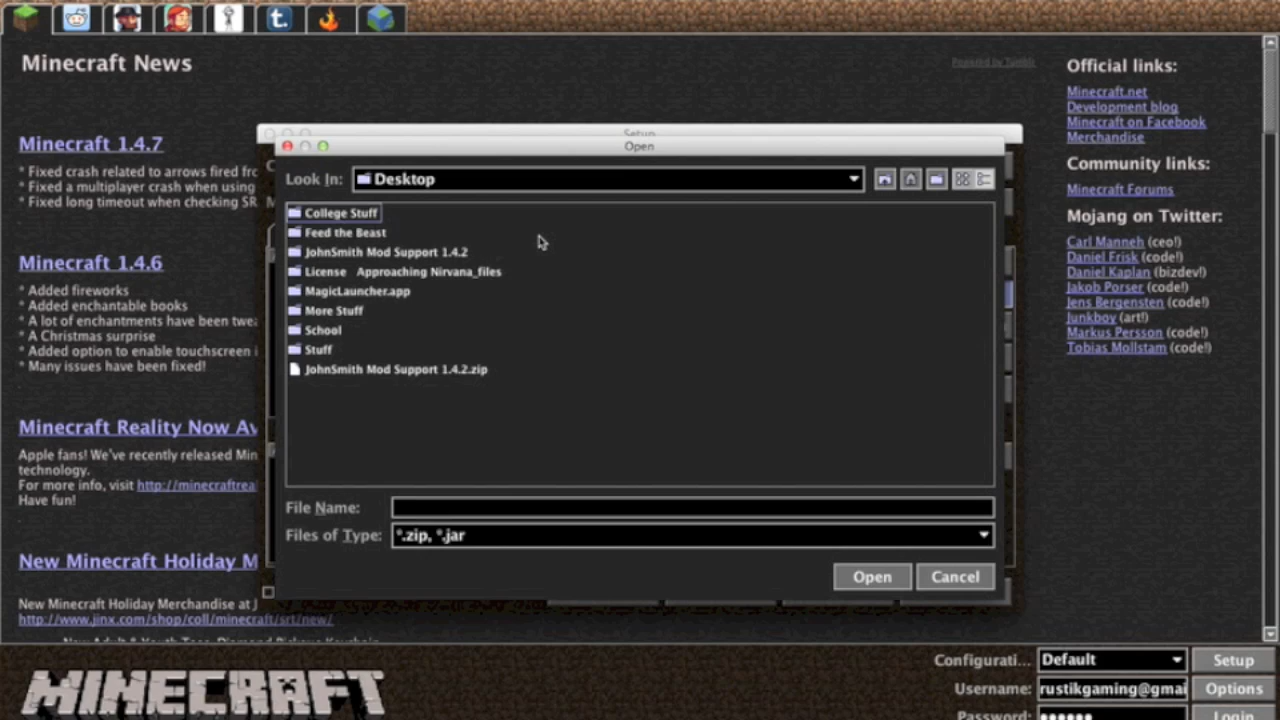 Minecraft News
Powered by Tumblr
Minecraft 1.4.7
* Fixed crash related to arrows fired fro
* Fixed a multiplayer crash when using
* Fixed long timeout when checking SR
Minecraft 1.4.6
* Added fireworks
* Added enchantable books
* A lot of enchantments have been twea
* A Christmas surprise
* Added option to enable touchscreen i
* Many issues have been fixed!
Minecraft Reality Now Av
Apple fans! We've recently released Min
technology.
For more info, visit http://minecraftrea
Have fun!
New Minecraft Holiday M
New Minecraft Holiday Merchandise at J
http://www.jinx.com/shop/coll/minecraft/srt/new/
Setup
Open
Look In:
Desktop
College Stuff
Feed the Beast
JohnSmith Mod Support 1.4.2
License Approaching Nirvana_files
MagicLauncher.app
More Stuff
School
Stuff
JohnSmith Mod Support 1.4.2.zip
File Name:
Files of Type:
*.zip, *.jar
Open
Cancel
Official links:
Minecraft.net
Development blog
Minecraft on Facebook
Merchandise
Community links:
Minecraft Forums
Mojang on Twitter:
Carl Manneh (ceo!)
Daniel Frisk (code!)
Daniel Kaplan (bizdev!)
Jakob Porser (code!)
Jens Bergensten (code!)
Junkboy (art!)
Markus Persson (code!)
Tobias Mollstam (code!)
MINECRAFT
Configurati...
Default
Setup
Username:
rustikgaming@gmai
Options
Password:
Login